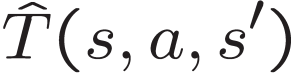 T̂(s, a, s′)